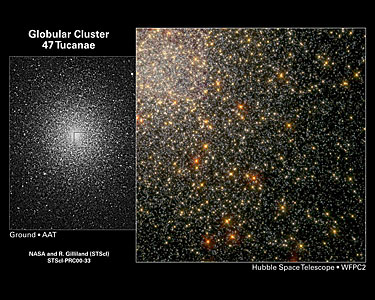 Globular Cluster
47 Tucanae
Ground • AAT
NASA and R. Gilliland (STScI)
STScI-PRC00-33
Hubble Space Telescope • WFPC2